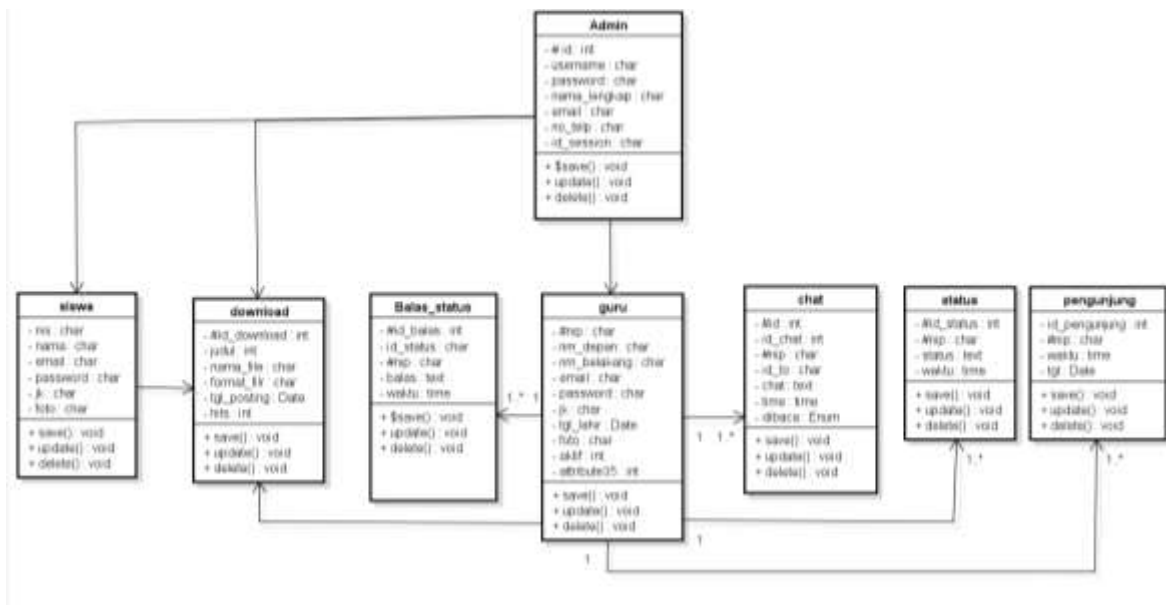 Admin
- # id : int
- username : char
- password : char
- nama_lengkap : char
- email : char
- no_telp : char
- id_session : char
+ $save() : void
+ update() : void
+ delete() : void
siswa
- nis : char
- nama : char
- email : char
- password : char
- jk : char
- foto : char
+ save() : void
+ update() : void
+ delete() : void
download
- #id_download : int
- judul : int
- nama_file : char
- format_filr : char
- tgl_posting : Date
- hits : int
+ save() : void
+ update() : void
+ delete() : void
Balas_status
- #id_balas : int
- id_status : char
- #nip : char
- balas : text
- waktu : time
+ $save() : void
+ update() : void
+ delete() : void
1..* 1
guru
- #nip : char
- nm_depan : char
- nm_belakang : char
- email : char
- password : char
- jk : char
- tgl_lahir : Date
- foto : char
- aktif : int
- attribute35 : int
+ save() : void
+ update() : void
+ delete() : void
1 1..*
chat
- #id : int
- id_chat : int
- #nip : char
- id_to : char
- chat : text
- time : time
- dibaca : Enum
+ save() : void
+ update() : void
+ delete() : void
status
- #id_status : int
- #nip : char
- status : text
- waktu : time
+ save() : void
+ update() : void
+ delete() : void
1..*
pengunjung
- id_pengunjung : int
- #nip : char
- waktu : time
- tgl : Date
+ save() : void
+ update() : void
+ delete() : void
1..*
1
1